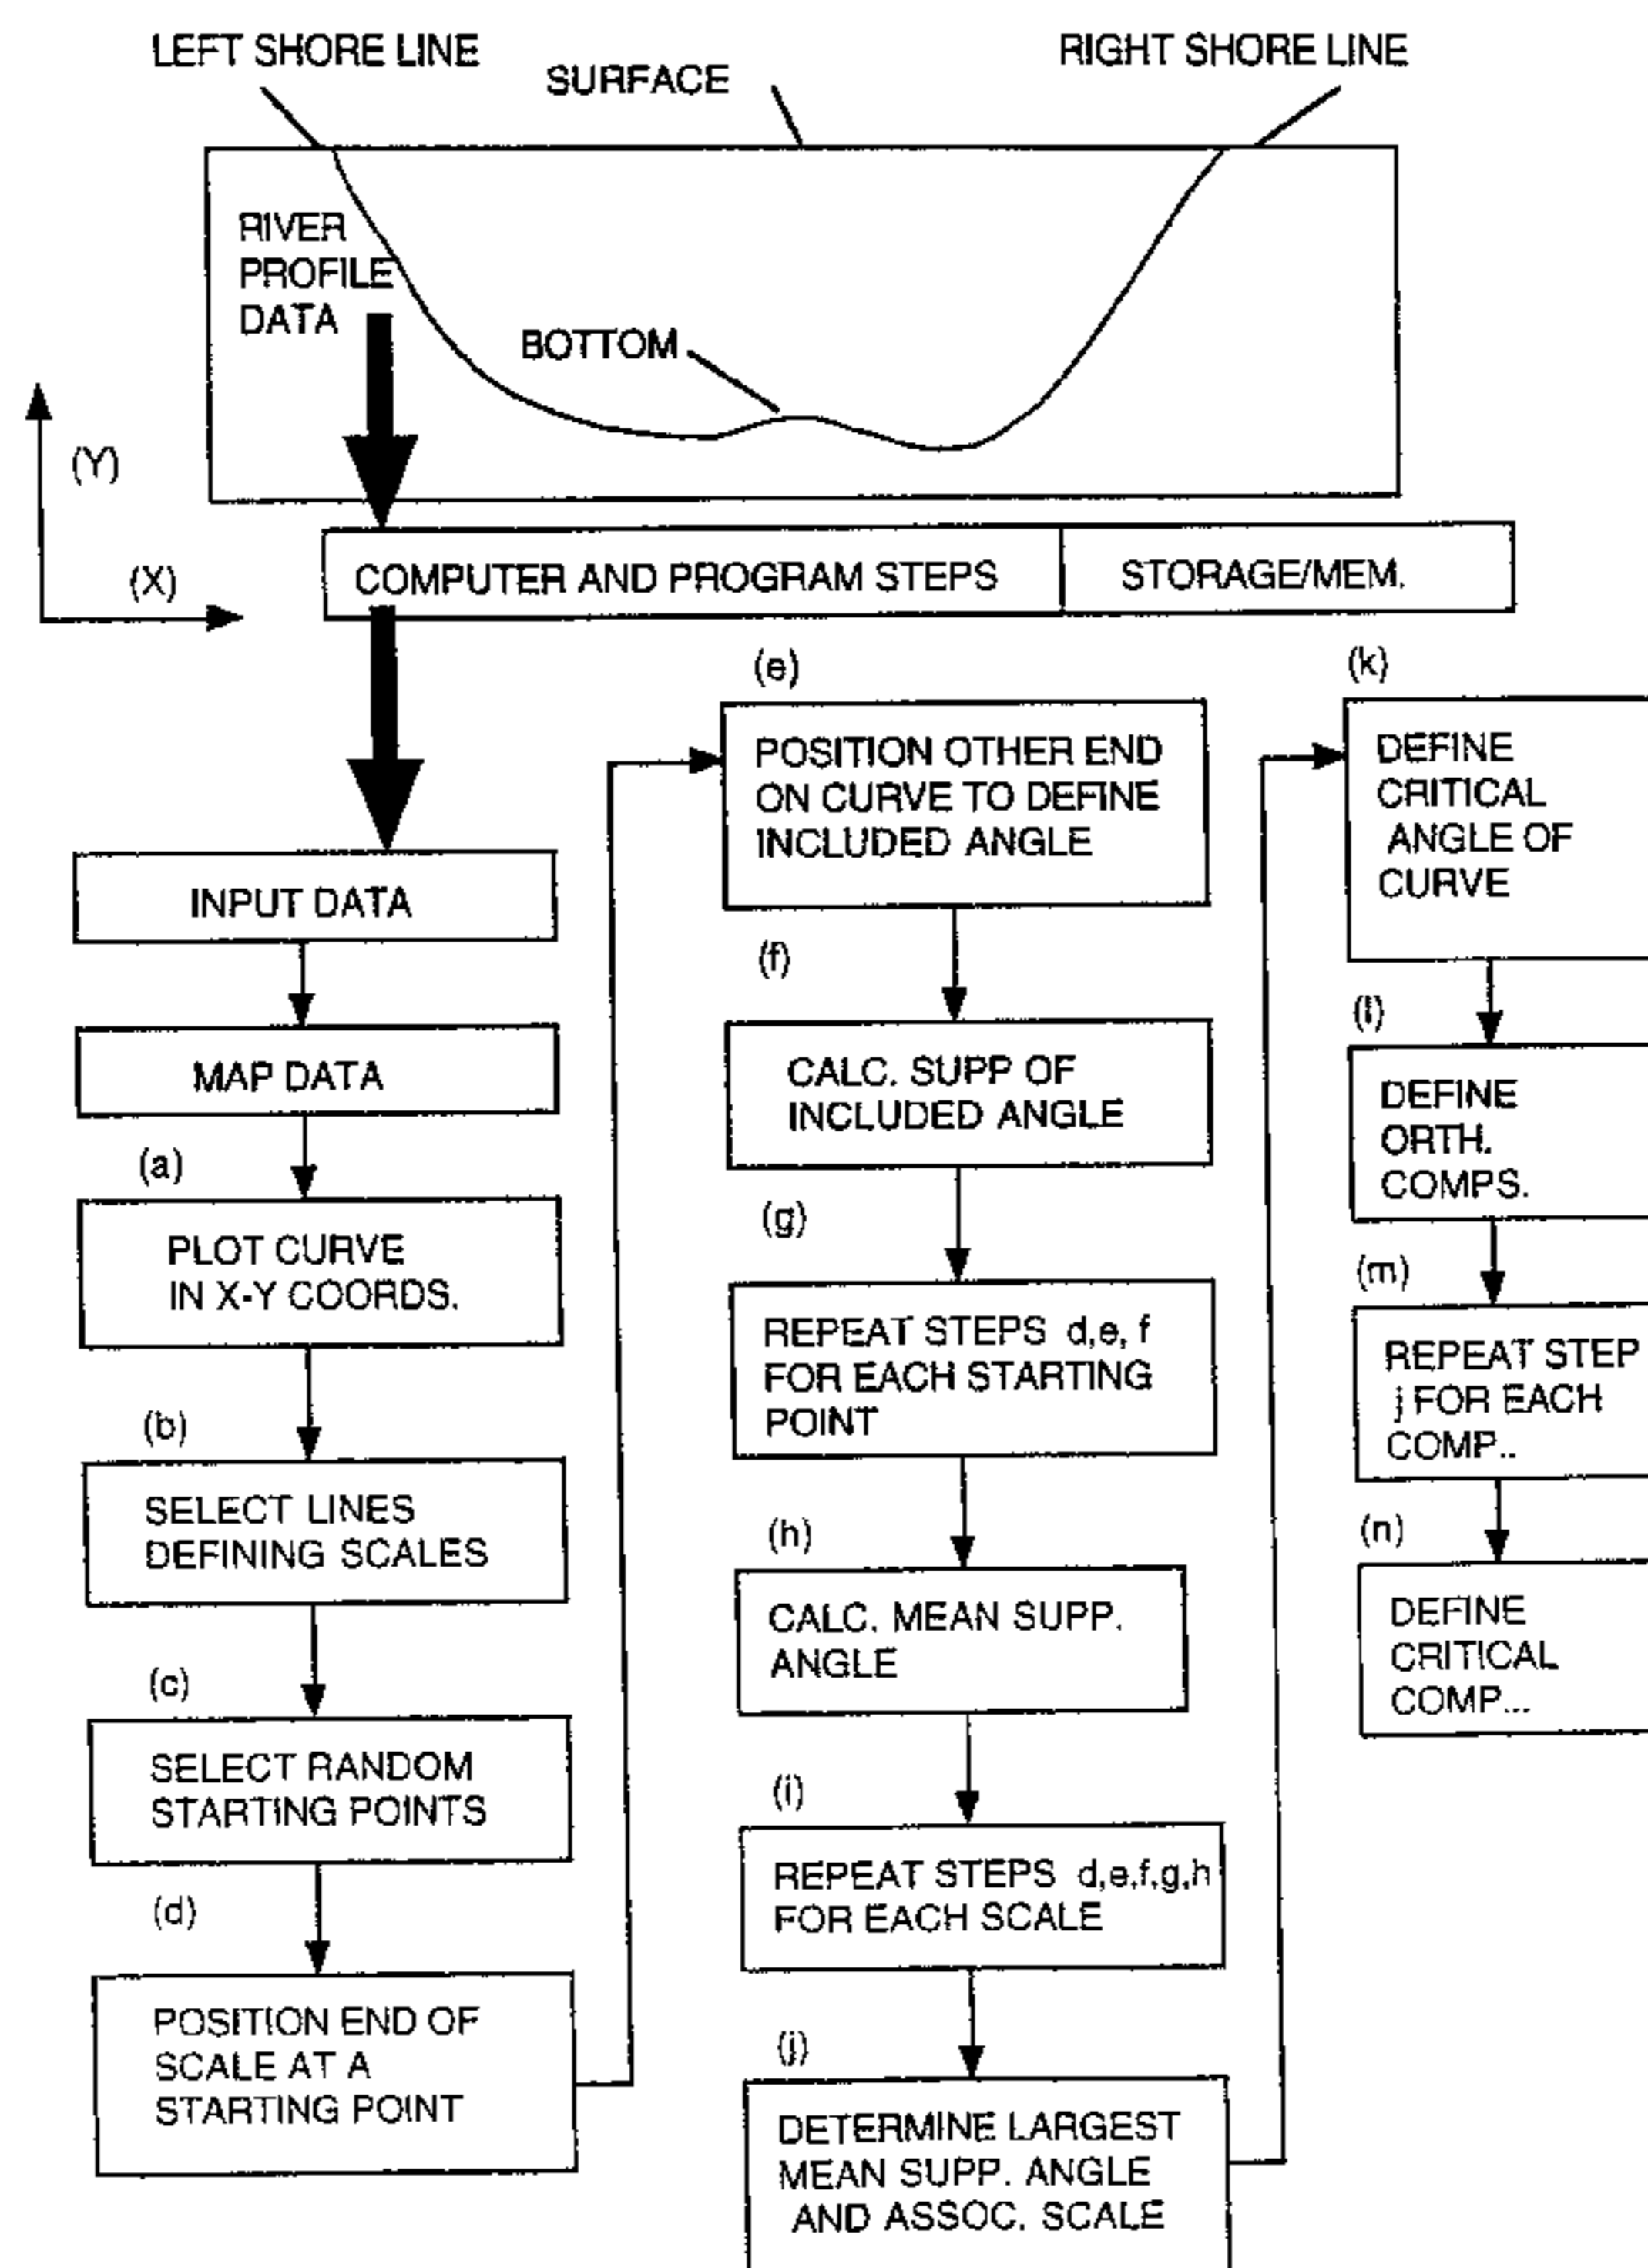 LEFT SHORE LINE
SURFACE
RIGHT SHORE LINE
RIVER
PROFILE
DATA
BOTTOM
(Y)
(X)
COMPUTER AND PROGRAM STEPS
STORAGE/MEM.
INPUT DATA
MAP DATA
(a)
PLOT CURVE
IN X-Y COORDS.
(b)
SELECT LINES
DEFINING SCALES
(c)
SELECT RANDOM
STARTING POINTS
(d)
POSITION END OF
SCALE AT A
STARTING POINT
(e)
POSITION OTHER END
ON CURVE TO DEFINE
INCLUDED ANGLE
(f)
CALC. SUPP OF
INCLUDED ANGLE
(g)
REPEAT STEPS d,e, f
FOR EACH STARTING
POINT
(h)
CALC. MEAN SUPP.
ANGLE
(i)
REPEAT STEPS d,e,f,g,h
FOR EACH SCALE
(j)
DETERMINE LARGEST
MEAN SUPP. ANGLE
AND ASSOC. SCALE
(k)
DEFINE
CRITICAL
ANGLE OF
CURVE
(l)
DEFINE
ORTH.
COMPS.
(m)
REPEAT STEP
j FOR EACH
COMP..
(n)
DEFINE
CRITICAL
COMP...